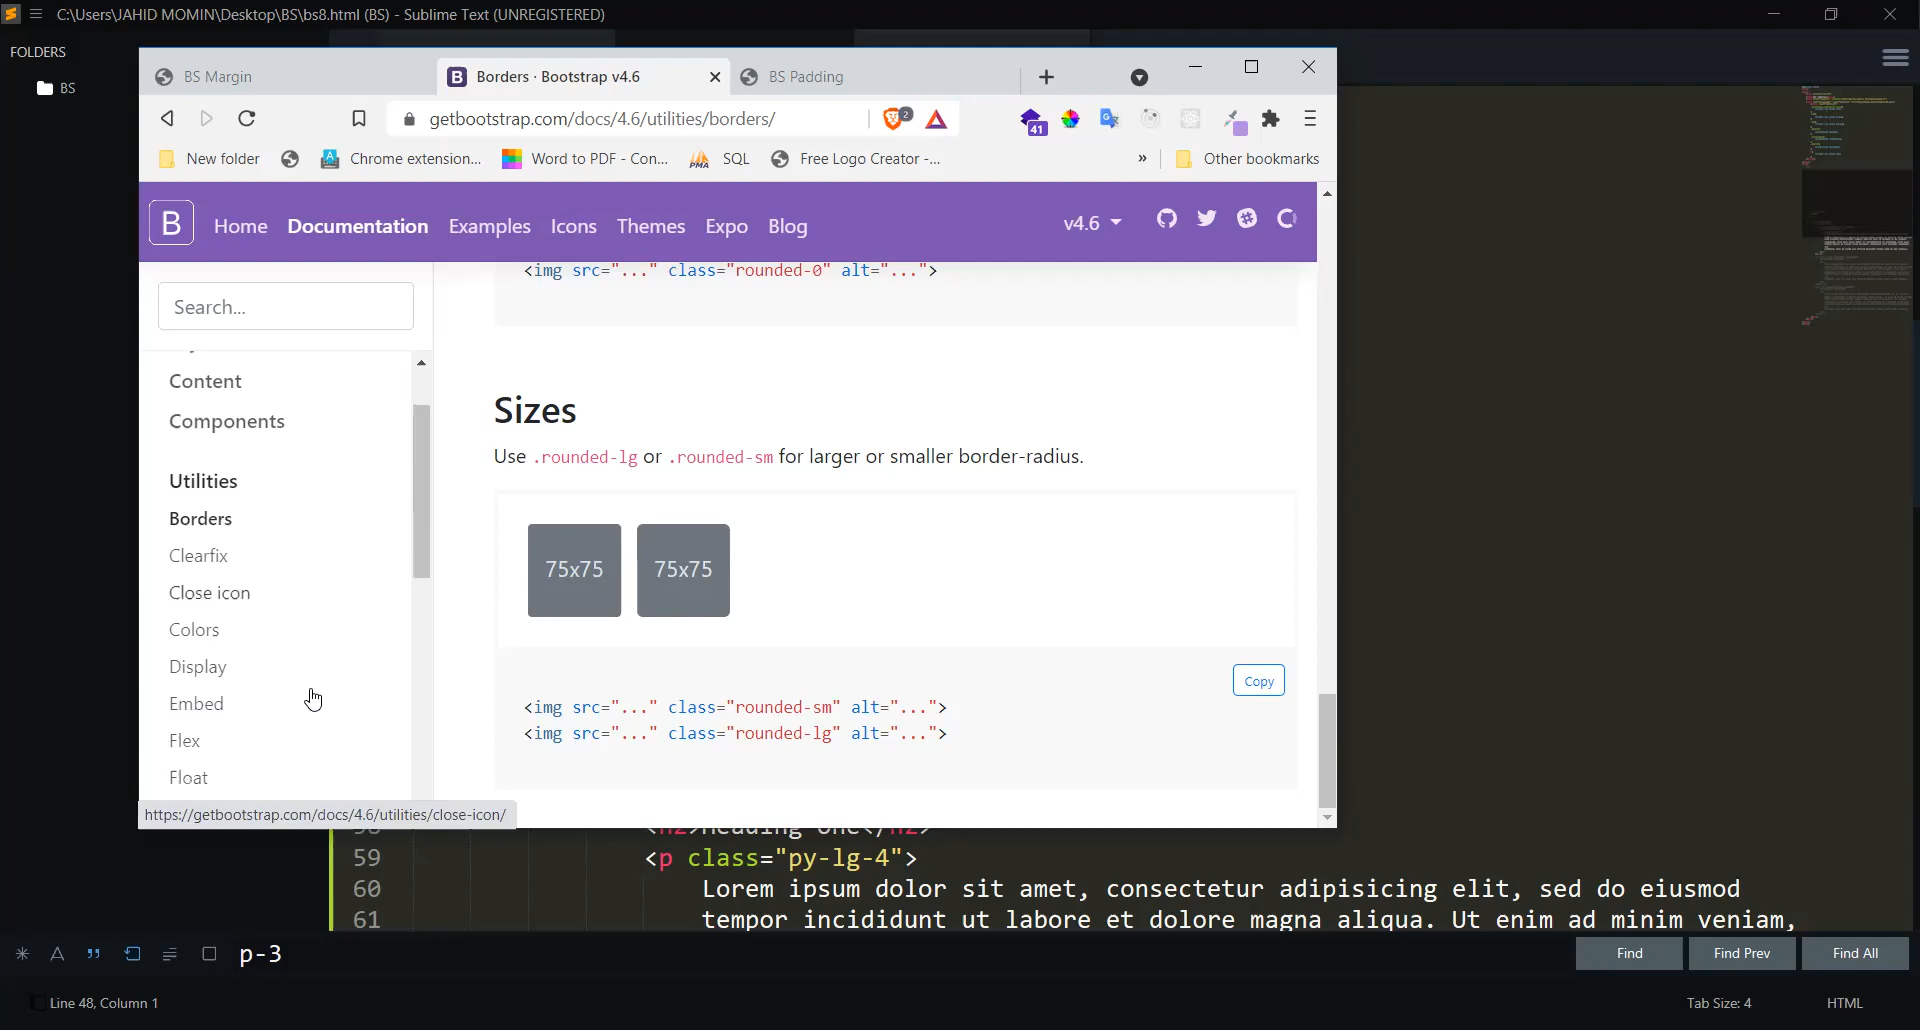 C:\Users\JAHID MOMIN\Desktop\BS\bs8.html (BS) - Sublime Text (UNREGISTERED)
FOLDERS
BS
BS Margin
B Borders · Bootstrap v4.6
BS Padding
getbootstrap.com/docs/4.6/utilities/borders/
2
41
New folder
Chrome extension...
Word to PDF - Con...
PMA SQL
Free Logo Creator -...
»
Other bookmarks
B Home Documentation Examples Icons Themes Expo Blog v4.6
Search...
Content
Components
Utilities
Borders
Clearfix
Close icon
Colors
Display
Embed
Flex
Float
<img src="..." class="rounded-0" alt="...">
Sizes
Use .rounded-lg or .rounded-sm for larger or smaller border-radius.
75x75 75x75
Copy
<img src="..." class="rounded-sm" alt="...">
<img src="..." class="rounded-lg" alt="...">
https://getbootstrap.com/docs/4.6/utilities/close-icon/
59 <p class="py-lg-4">
60 Lorem ipsum dolor sit amet, consectetur adipisicing elit, sed do eiusmod
61 tempor incididunt ut labore et dolore magna aliqua. Ut enim ad minim veniam,
p-3
Find Find Prev Find All
Line 48, Column 1
Tab Size: 4 HTML